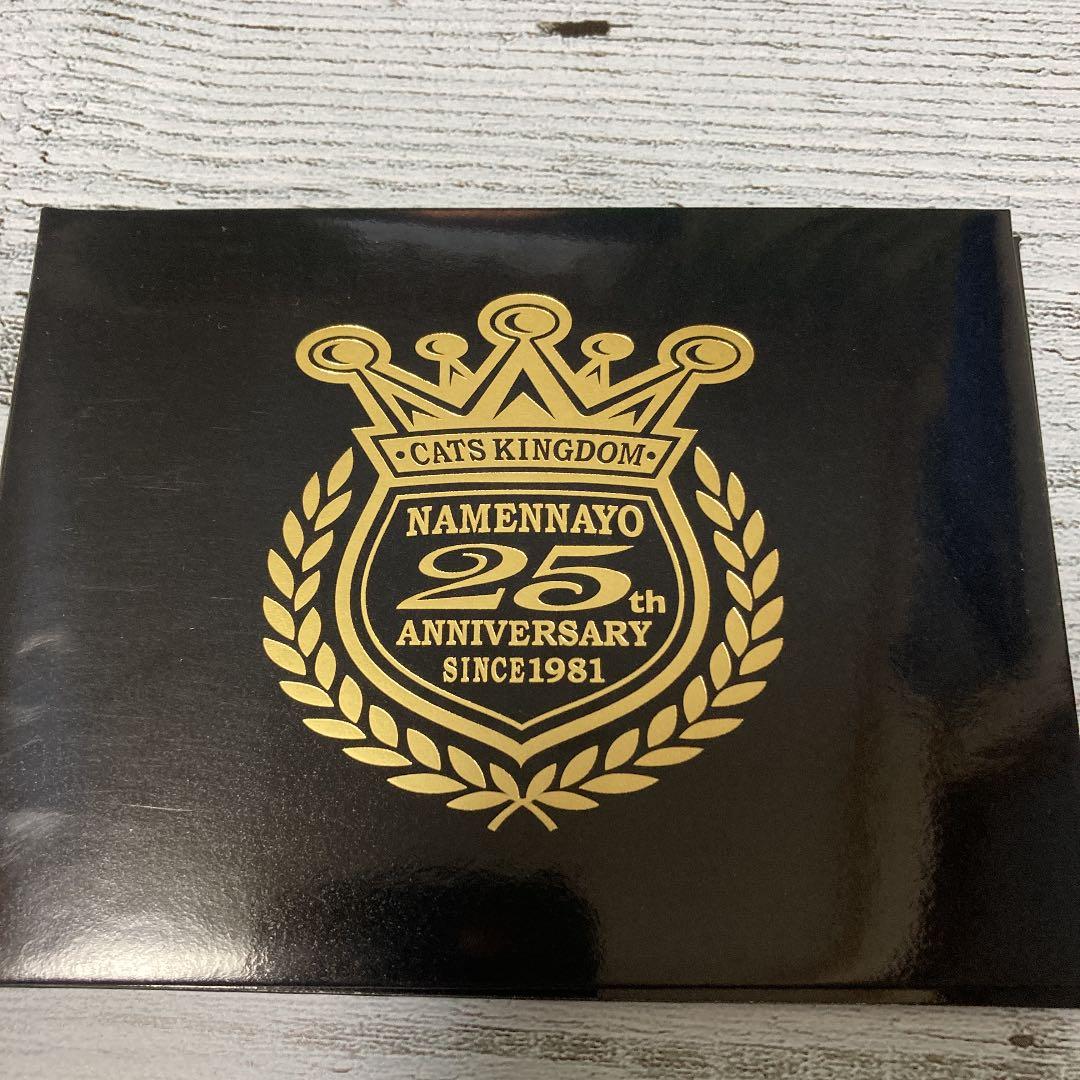 ·CATS KINGDOM·
NAMENNAYO
25th
ANNIVERSARY
SINCE1981